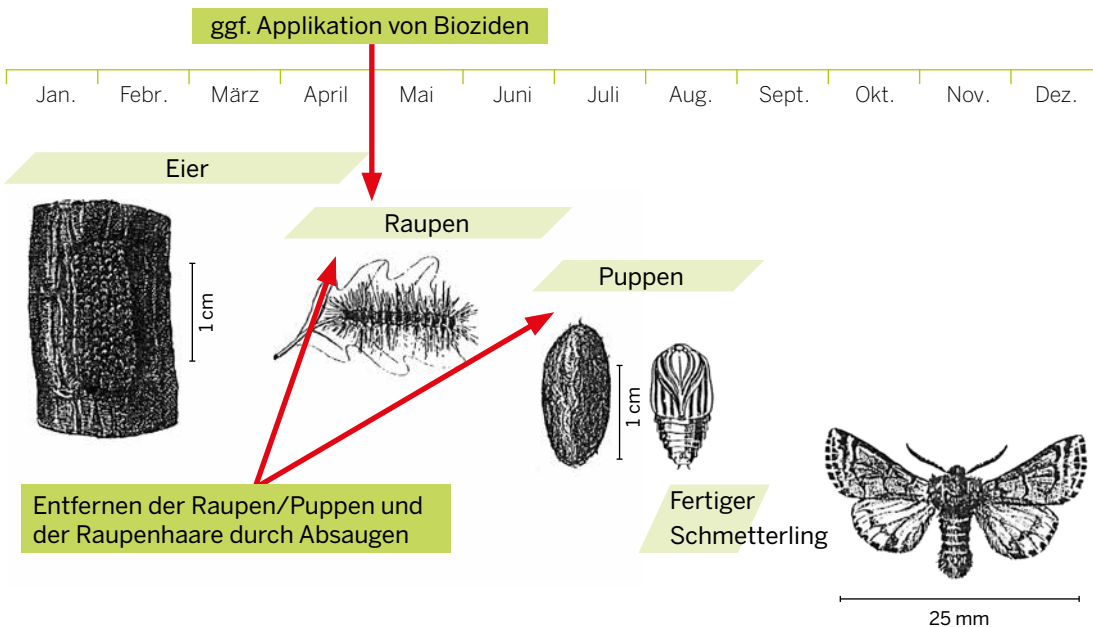 ggf. Applikation von Bioziden
Jan. Febr. März April Mai Juni Juli Aug. Sept. Okt. Nov. Dez.
Eier
Raupen
Puppen
1 cm
1 cm
Entfernen der Raupen/Puppen und
der Raupenhaare durch Absaugen
Fertiger
Schmetterling
25 mm